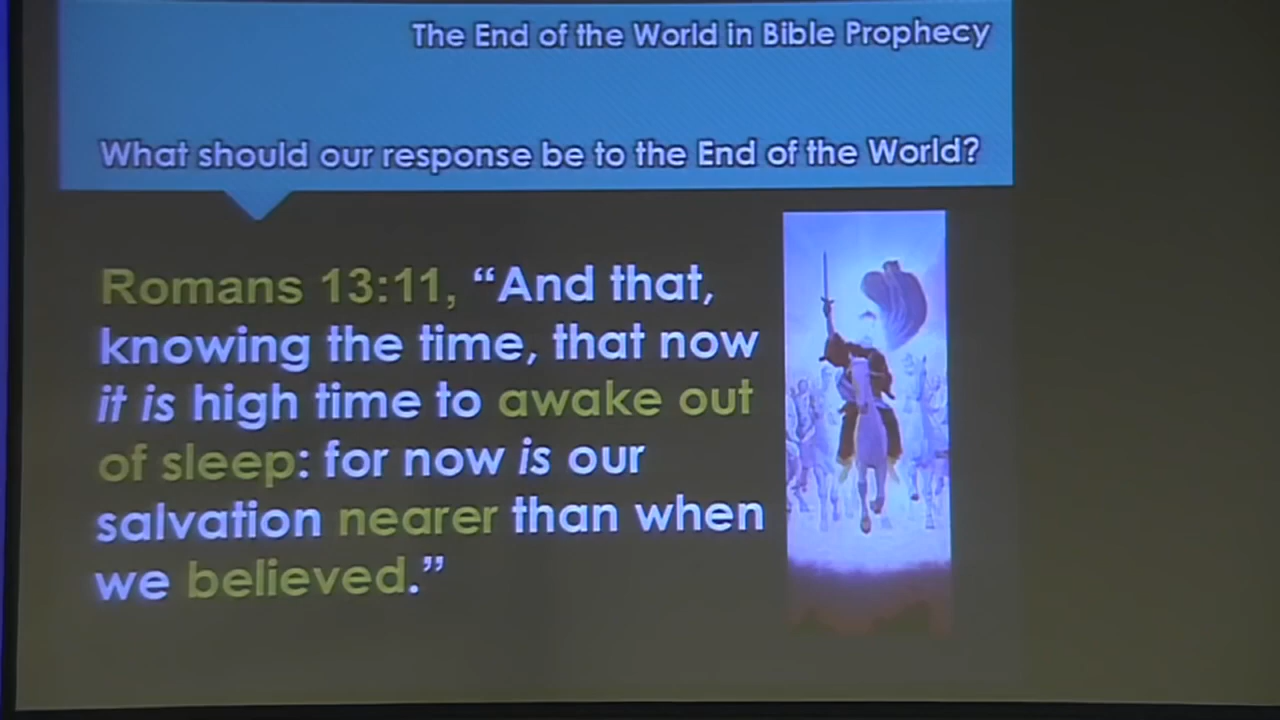 The End of the World in Bible Prophecy
What should our response be to the End of the World?
Romans 13:11, “And that,
knowing the time, that now
it is high time to awake out
of sleep: for now is our
salvation nearer than when
we believed.”